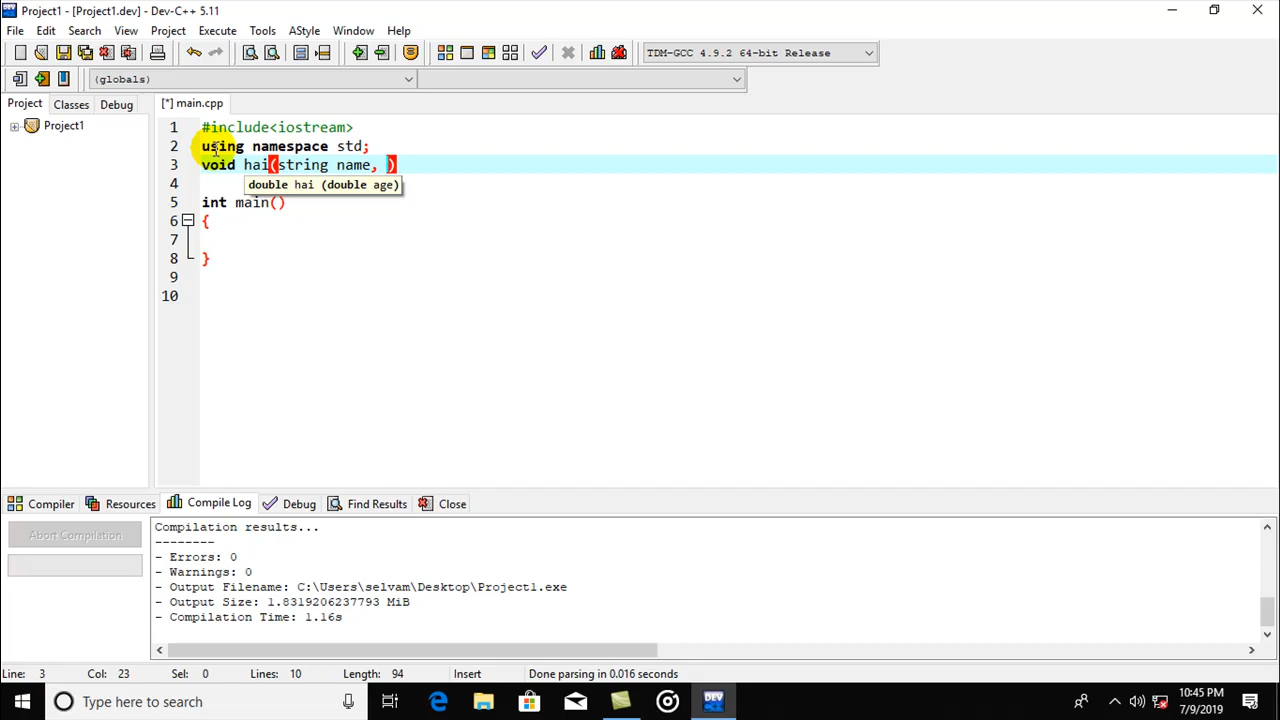 Project1 - [Project1.dev] - Dev-C++ 5.11
File Edit Search View Project Execute Tools AStyle Window Help
TDM-GCC 4.9.2 64-bit Release
(globals)
Project Classes Debug [*] main.cpp
Project1
1 #include<iostream>
2 using namespace std;
3 void hai(string name, )
double hai (double age)
4
5 int main()
6 {
7
8 }
9
10
Compiler Resources Compile Log Debug Find Results Close
Abort Compilation
Compilation results...
--------
- Errors: 0
- Warnings: 0
- Output Filename: C:\Users\selvam\Desktop\Project1.exe
- Output Size: 1.8319206237793 MiB
- Compilation Time: 1.16s
Line: 3 Col: 23 Sel: 0 Lines: 10 Length: 94 Insert Done parsing in 0.016 seconds
Type here to search
DEV
10:45 PM
7/9/2019